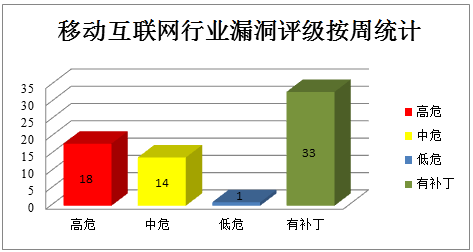 移动互联网行业漏洞评级按周统计
35
30
25
20
15
10
5
0
18
14
1
33
高危
中危
低危
有补丁
高危
中危
低危
有补丁